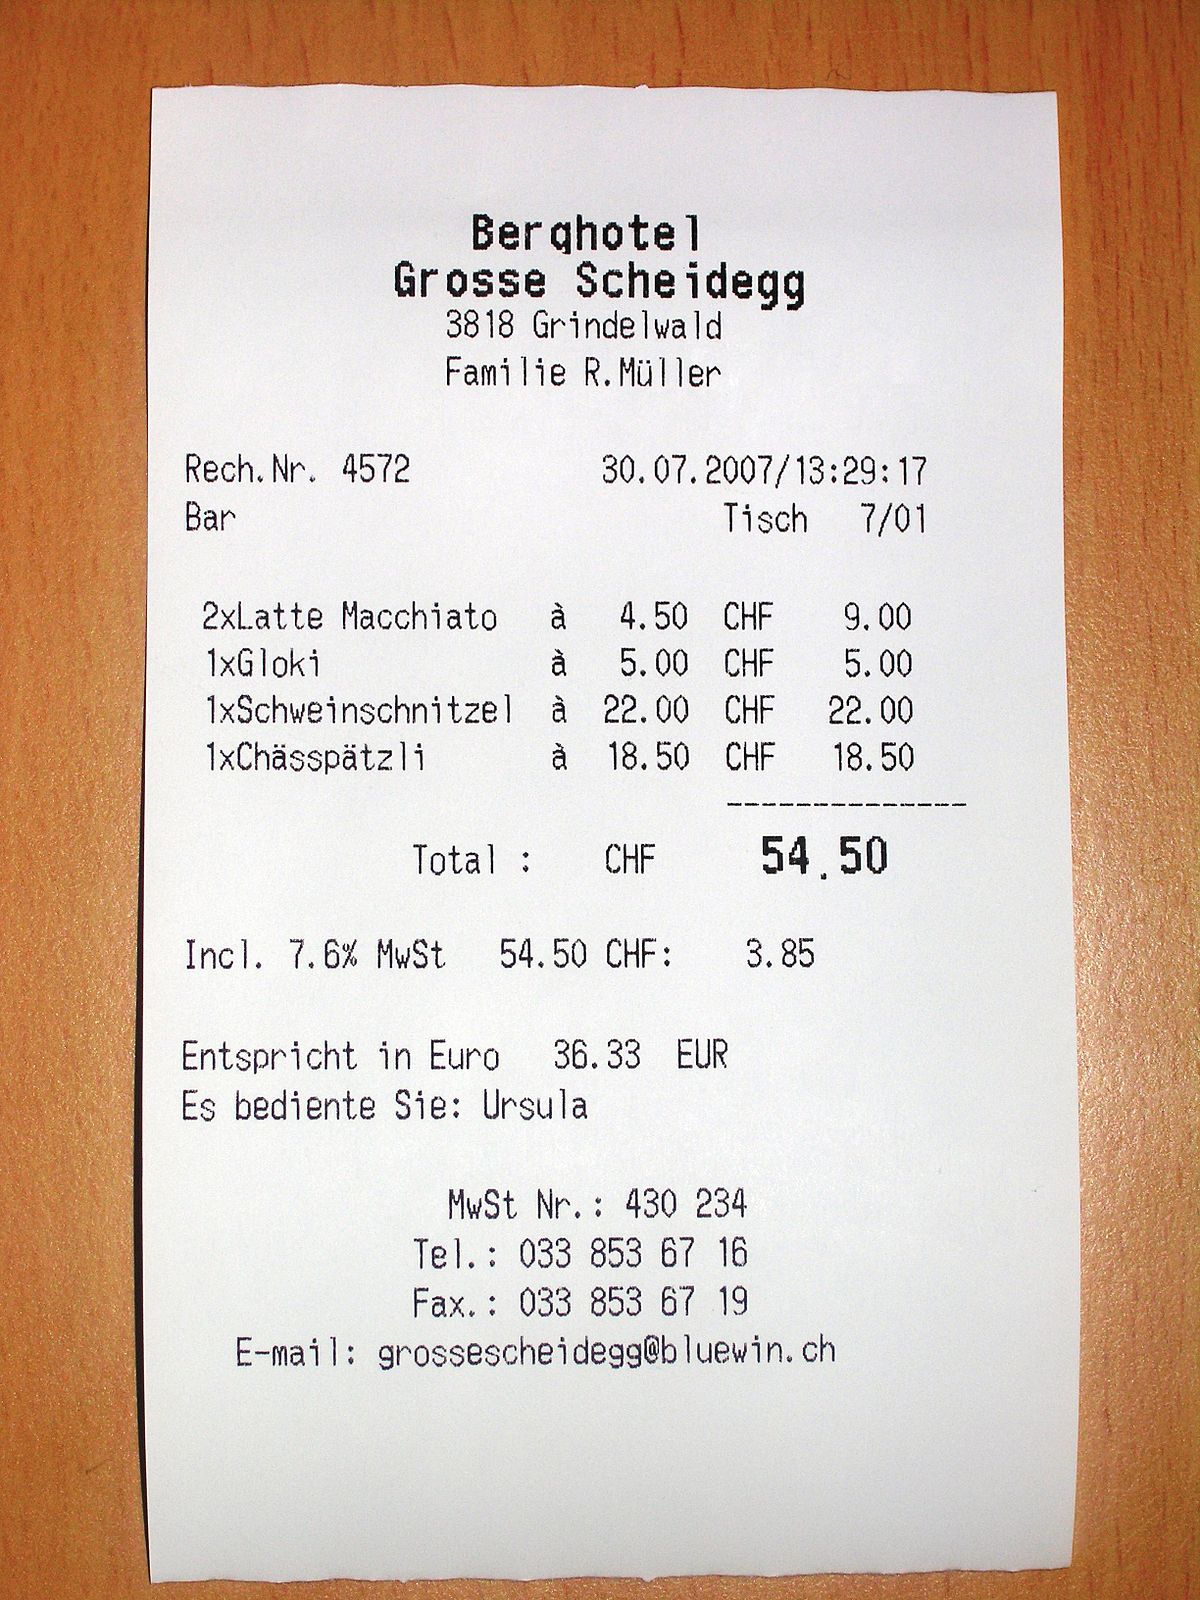 Berghotel
Grosse Scheidegg
3818 Grindelwald
Familie R.Müller
Rech.Nr. 4572 30.07.2007/13:29:17
Bar Tisch 7/01
2xLatte Macchiato à 4.50 CHF 9.00
1xGloki à 5.00 CHF 5.00
1xSchweinschnitzel à 22.00 CHF 22.00
1xChässpätzli à 18.50 CHF 18.50
--------------
Total : CHF 54.50
Incl. 7.6% MwSt 54.50 CHF: 3.85
Entspricht in Euro 36.33 EUR
Es bediente Sie: Ursula
MwSt Nr.: 430 234
Tel.: 033 853 67 16
Fax.: 033 853 67 19
E-mail: grossescheidegg@bluewin.ch